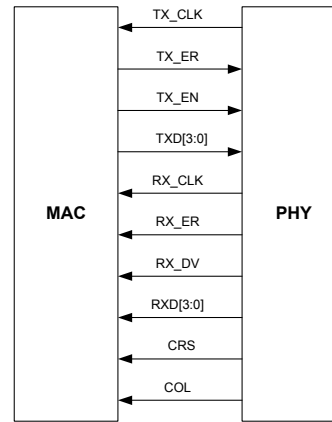 TX_CLK
TX_ER
TX_EN
TXD[3:0]
RX_CLK
MAC
PHY
RX_ER
RX_DV
RXD[3:0]
CRS
COL